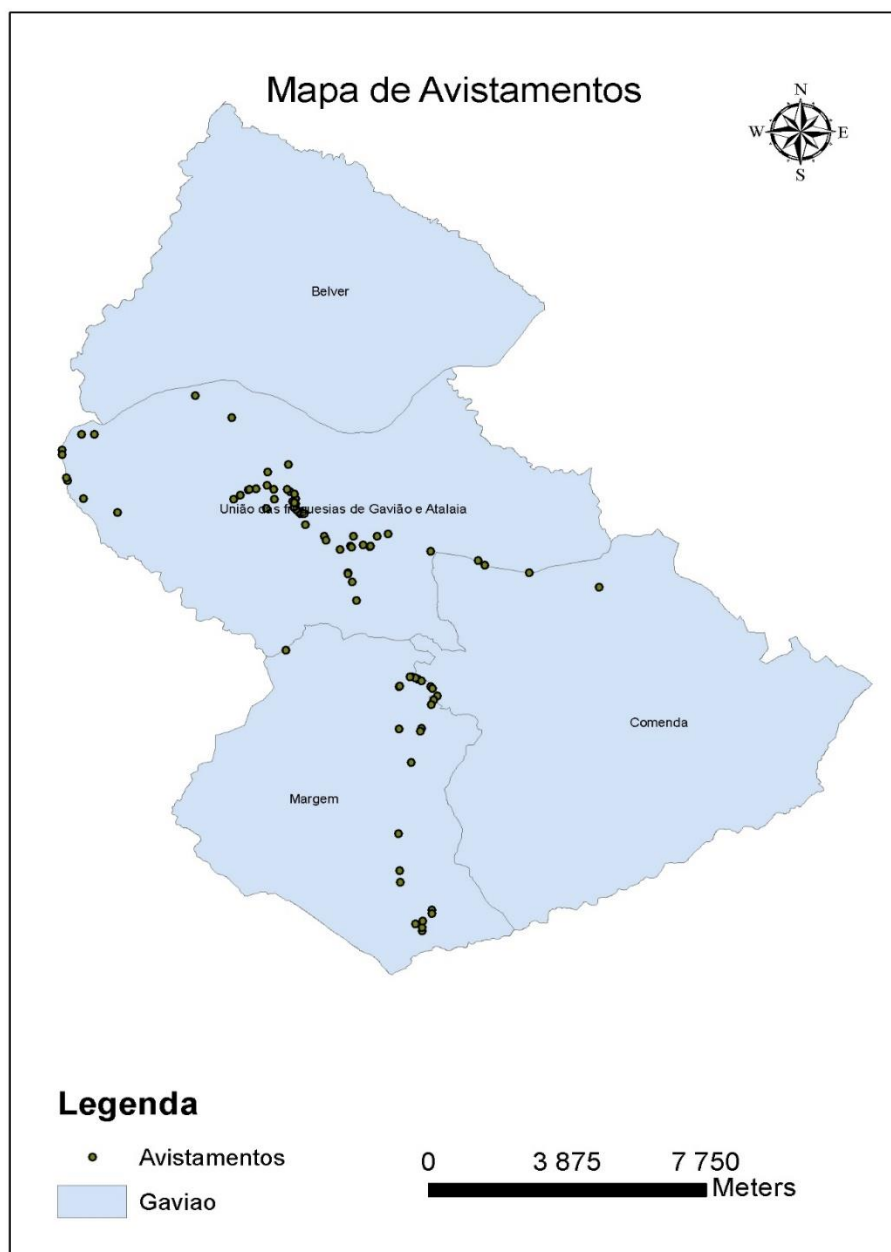 Mapa de Avistamentos
N
W E
S
Belver
União das freguesias de Gavião e Atalaia
Comenda
Margem
Legenda
Avistamentos
Gaviao
0 3 875 7 750
Meters